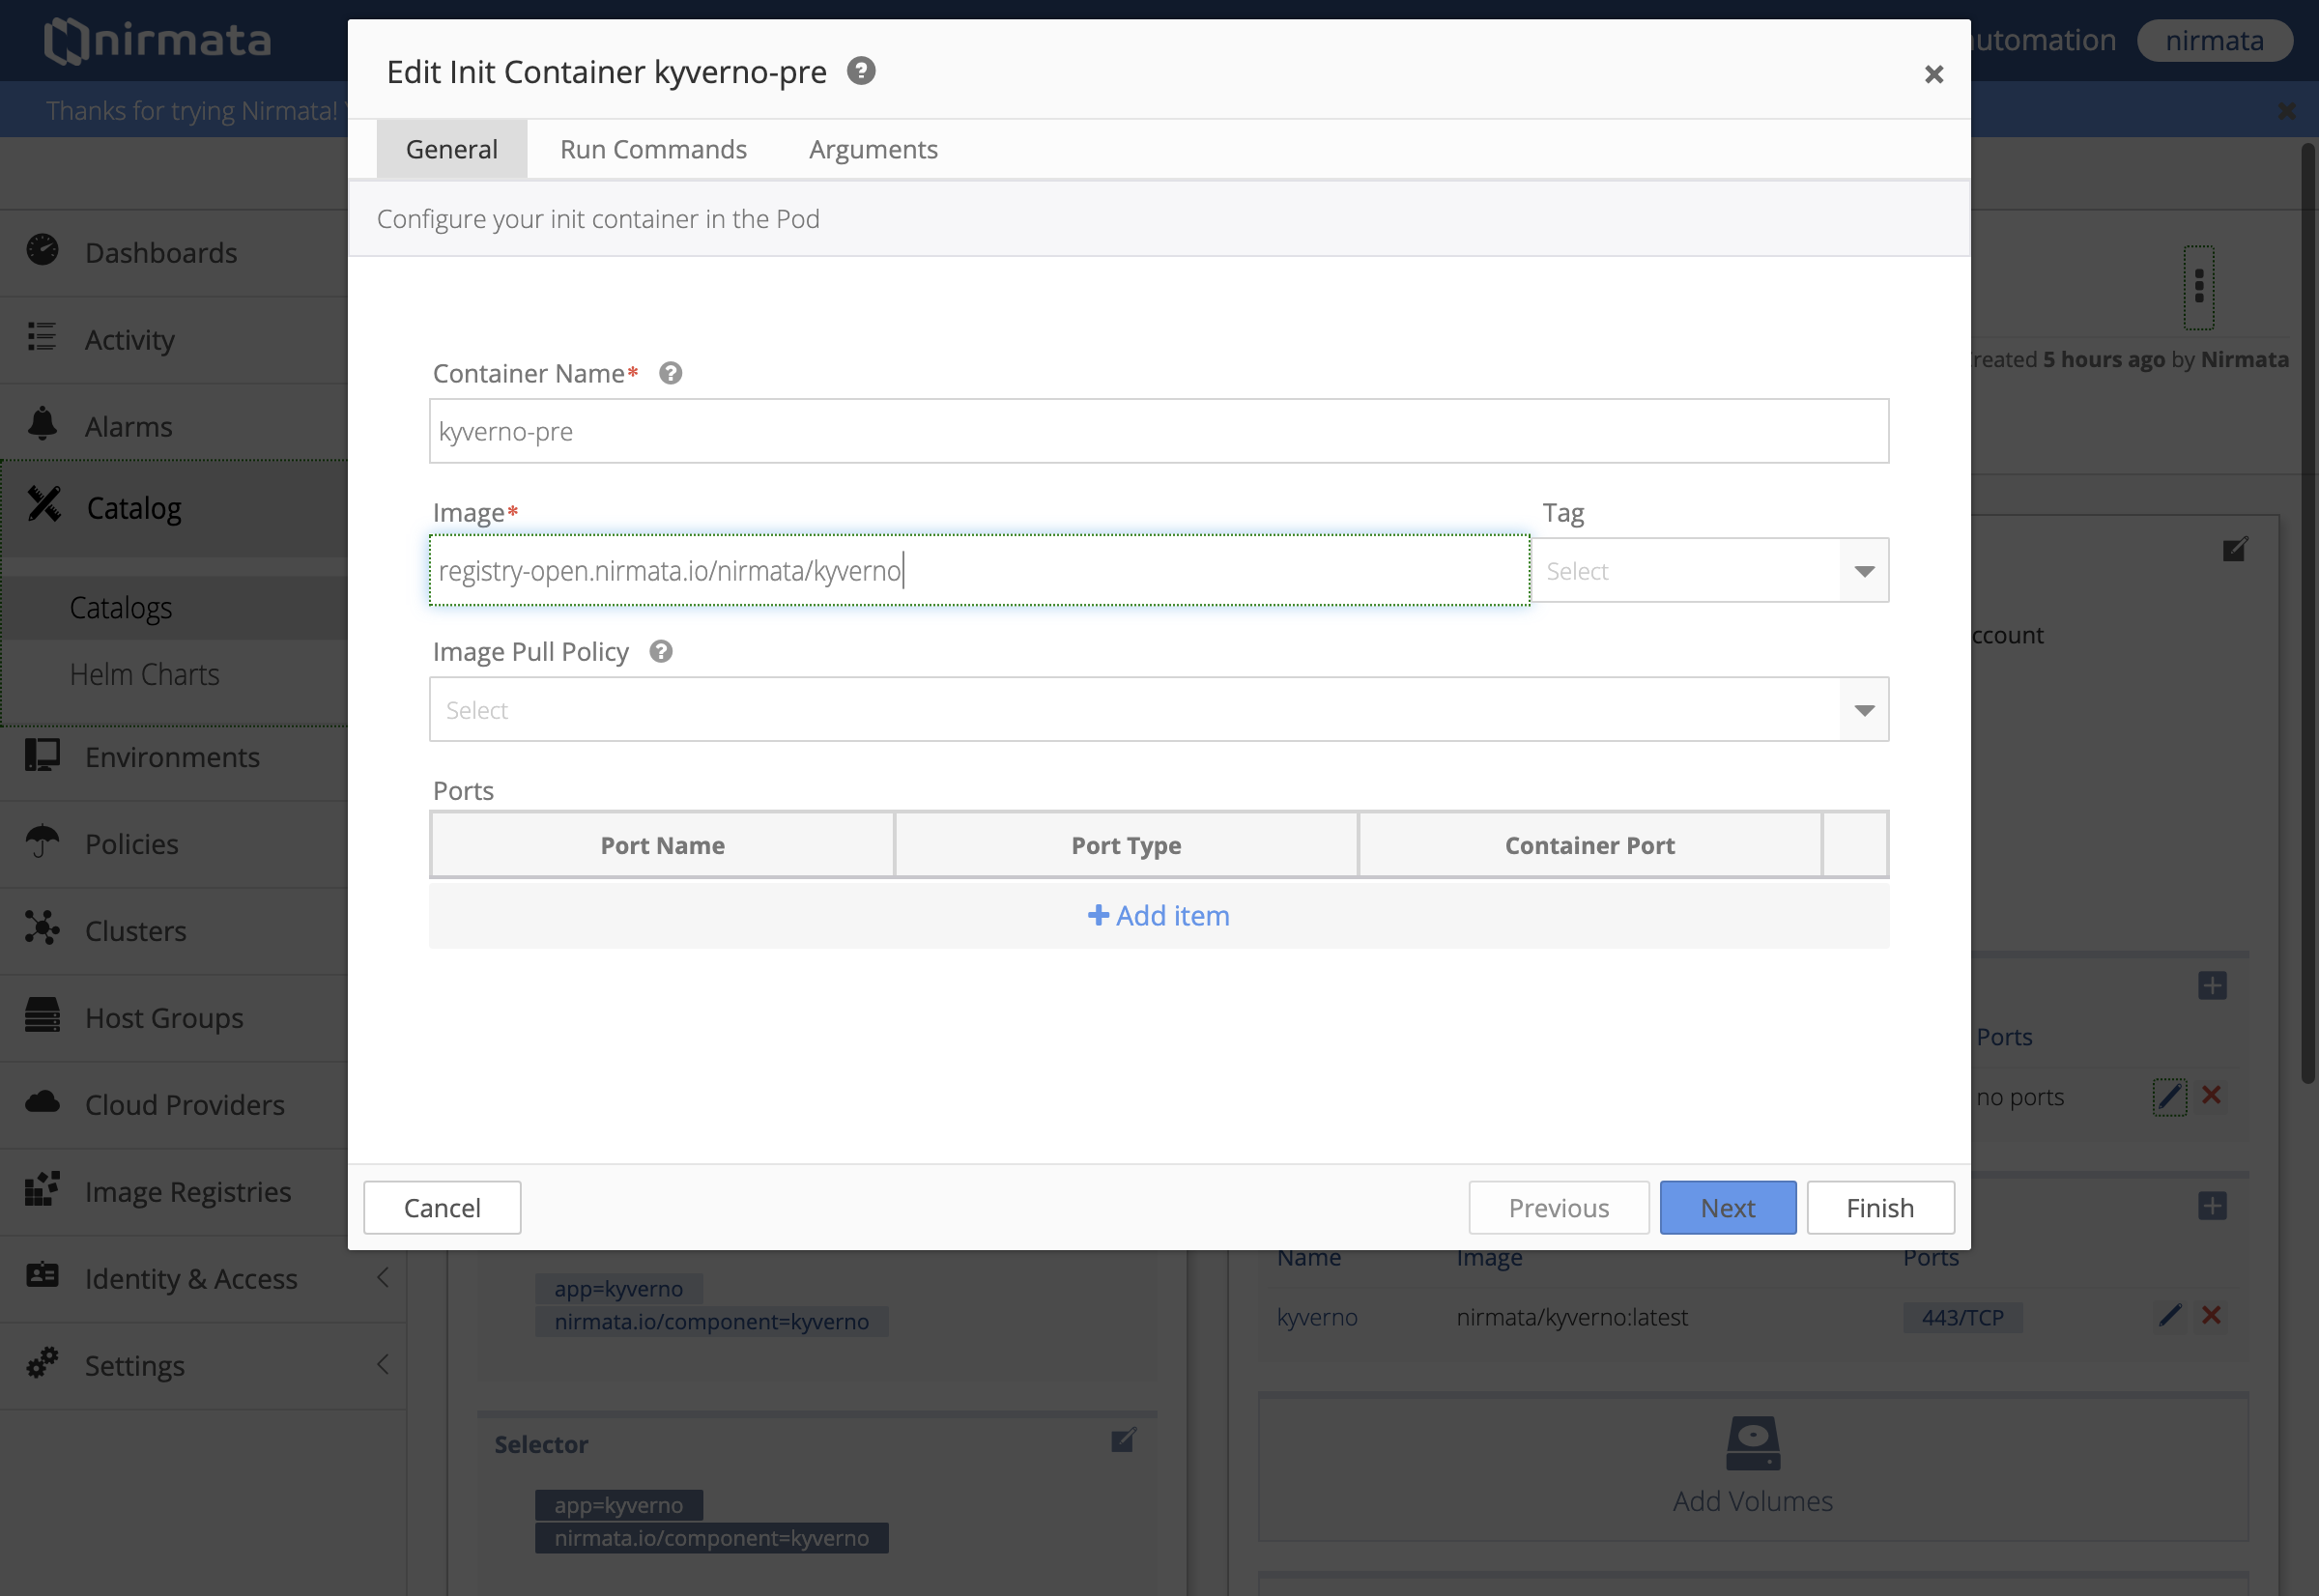 nirmata
automation
nirmata
Thanks for trying Nirmata!
Edit Init Container kyverno-pre
General
Run Commands
Arguments
Configure your init container in the Pod
Dashboards
Activity
Alarms
Catalog
Catalogs
Helm Charts
Environments
Policies
Clusters
Host Groups
Cloud Providers
Image Registries
Identity & Access
Settings
Container Name*
kyverno-pre
Image*
Tag
registry-open.nirmata.io/nirmata/kyverno
Select
Image Pull Policy
Select
Ports
Port Name
Port Type
Container Port
Add item
Cancel
Previous
Next
Finish
reated 5 hours ago by Nirmata
ccount
Ports
no ports
Name
Image
Ports
kyverno
nirmata/kyverno:latest
443/TCP
app=kyverno
nirmata.io/component=kyverno
Selector
app=kyverno
nirmata.io/component=kyverno
Add Volumes